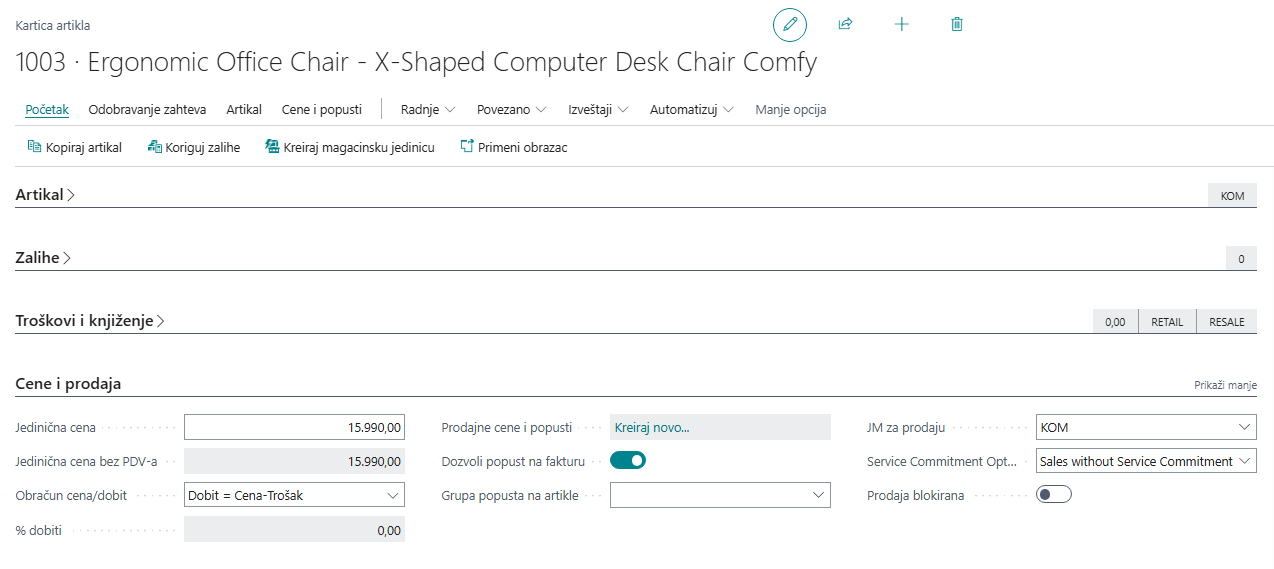 Kartica artikla
1003 · Ergonomic Office Chair - X-Shaped Computer Desk Chair Comfy
Početak Odobravanje zahteva Artikal Cene i popusti Radnje Povezano Izveštaji Automatizuj Manje opcija
Kopiraj artikal Koriguj zalihe Kreiraj magacinsku jedinicu Primeni obrazac
Artikal KOM
Zalihe 0
Troškovi i knjiženje 0,00 RETAIL RESALE
Cene i prodaja Prikaži manje
Jedinična cena 15.990,00 Prodajne cene i popusti Kreiraj novo... JM za prodaju KOM
Jedinična cena bez PDV-a 15.990,00 Dozvoli popust na fakturu Service Commitment Opt... Sales without Service Commitment
Obračun cena/dobit Dobit = Cena-Trošak Grupa popusta na artikle Prodaja blokirana
% dobiti 0,00